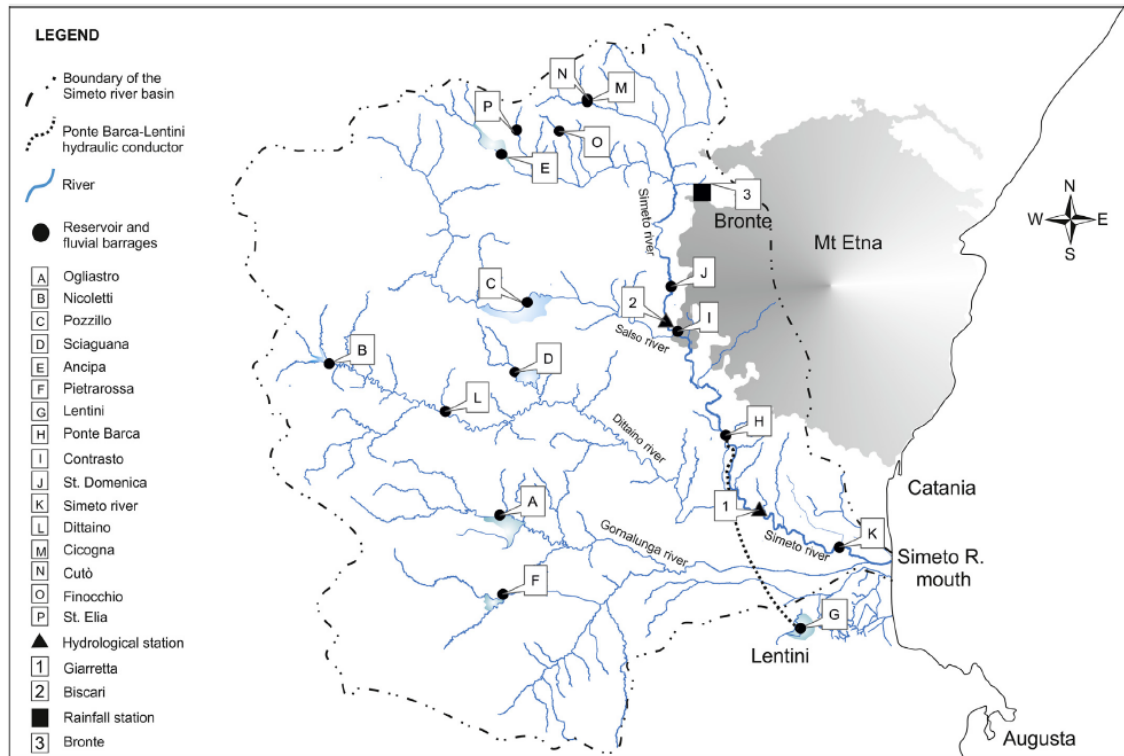 LEGEND
Boundary of the
Simeto river basin
Ponte Barca-Lentini
hydraulic conductor
River
Reservoir and
fluvial barrages
A Ogliastro
B Nicoletti
C Pozzillo
D Sciaguana
E Ancipa
F Pietrarossa
G Lentini
H Ponte Barca
I Contrasto
J St. Domenica
K Simeto river
L Dittaino
M Cicogna
N Cutò
O Finocchio
P St. Elia
Hydrological station
1 Giarretta
2 Biscari
Rainfall station
3 Bronte
N
M
P
O
E
3
Bronte
Simeto river
Mt Etna
N
W E
S
J
C
2
I
Salso river
B
D
L
H
Dittaino river
A
1
Catania
Gornalunga river
Simeto river
K
Simeto R.
mouth
F
G
Lentini
Augusta